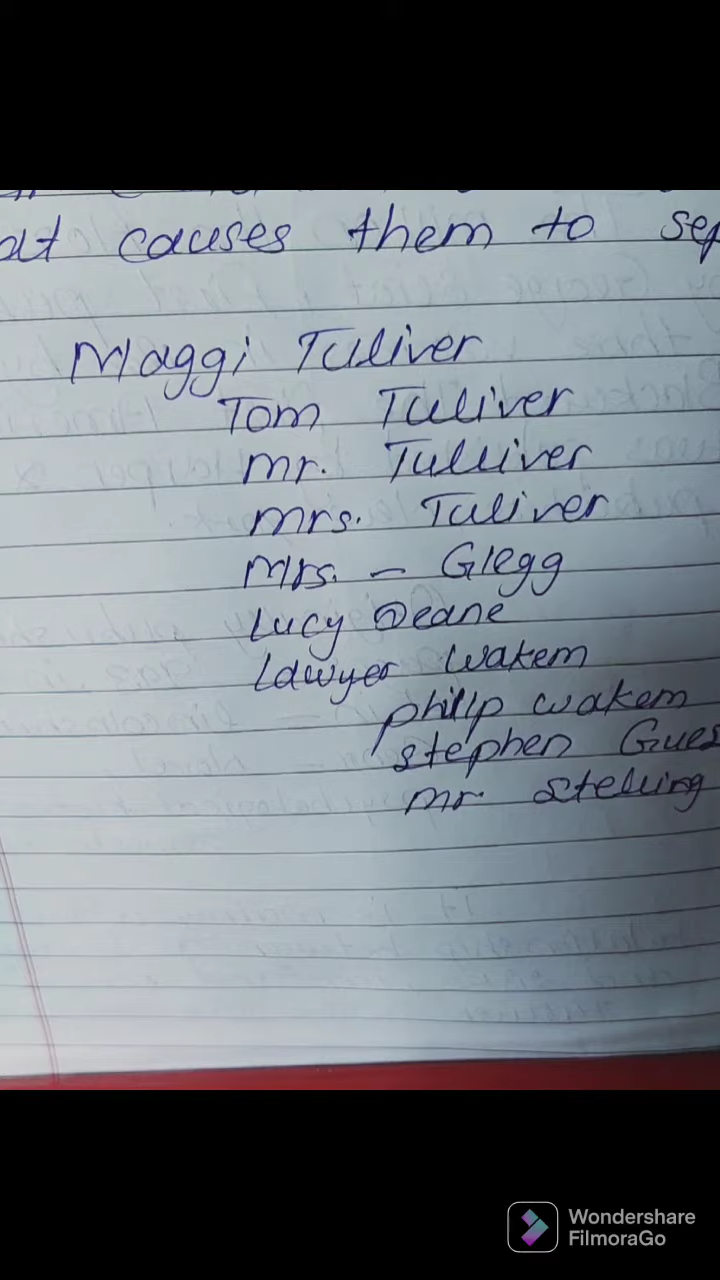 at causes them to sep
Maggi Tuliver
Tom Tuliver
Mr. Tulliver
Mrs. Tuliver
Mrs. – Glegg
Lucy Deane
Lawyer Wakem
philip wakem
stephen Gues
Mr Stelling
Wondershare
FilmoraGo